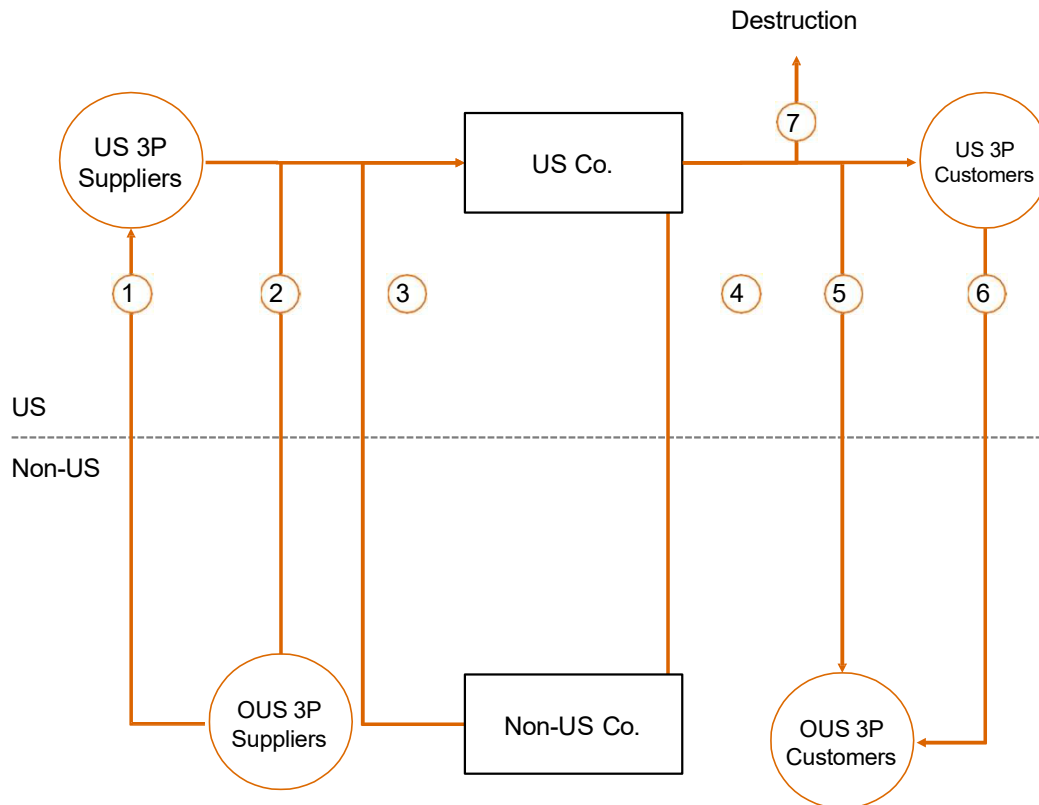 Destruction
7
US 3P
Suppliers
US Co.
US 3P
Customers
1
2
3
4
5
6
US
Non-US
OUS 3P
Suppliers
Non-US Co.
OUS 3P
Customers